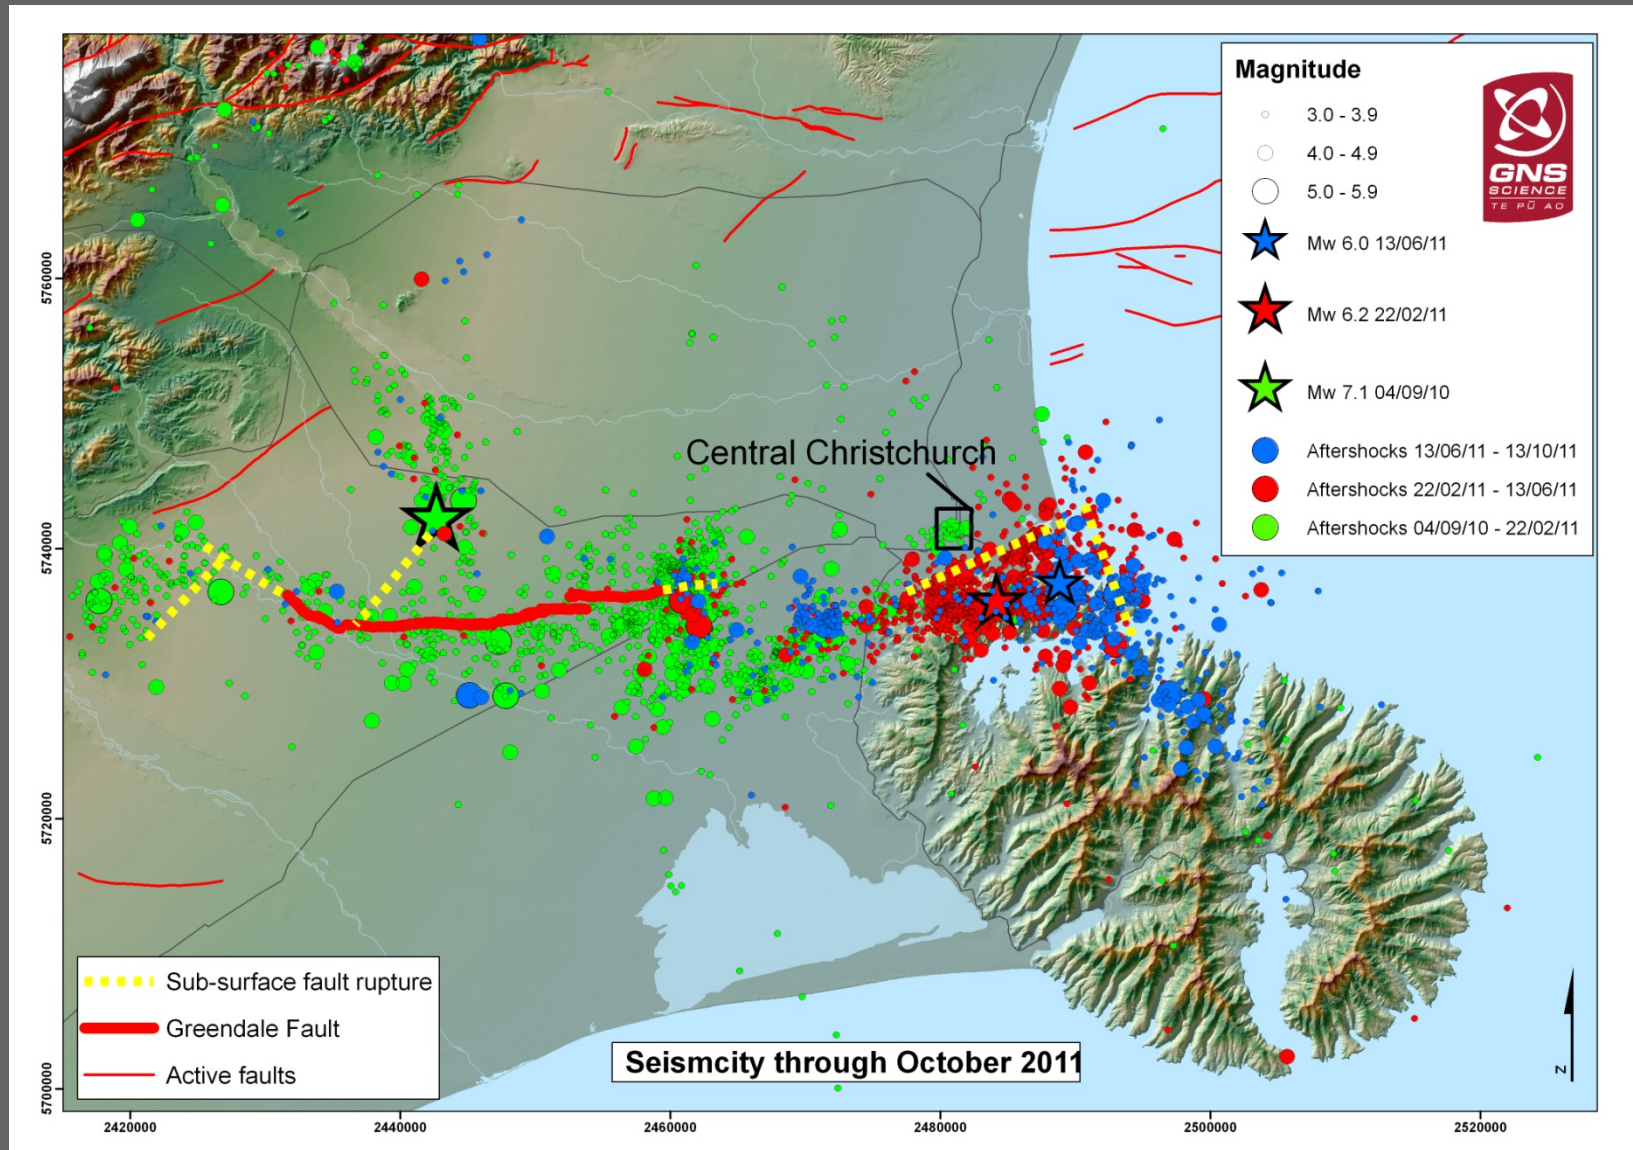 Magnitude
3.0 - 3.9
4.0 - 4.9
5.0 - 5.9
Mw 6.0 13/06/11
Mw 6.2 22/02/11
Mw 7.1 04/09/10
Aftershocks 13/06/11 - 13/10/11
Aftershocks 22/02/11 - 13/06/11
Aftershocks 04/09/10 - 22/02/11
GNS
SCIENCE
TE PŪ AO
Central Christchurch
5760000
5740000
5720000
5700000
Sub-surface fault rupture
Greendale Fault
Active faults
Seismcity through October 2011
N
2420000
2440000
2460000
2480000
2500000
2520000